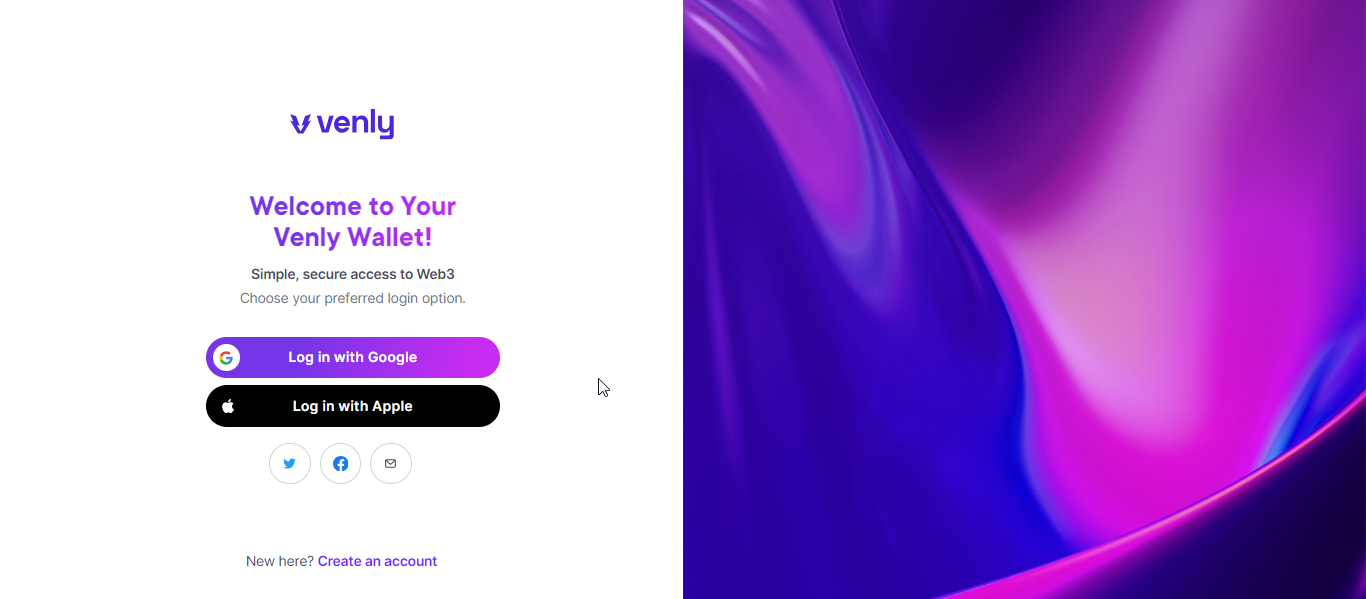 venly
Welcome to Your
Venly Wallet!
Simple, secure access to Web3
Choose your preferred login option.
Log in with Google
Log in with Apple
New here? Create an account